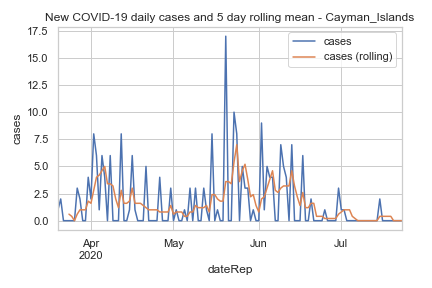 New COVID-19 daily cases and 5 day rolling mean - Cayman_Islands
17.5
15.0
12.5
10.0
7.5
5.0
2.5
0.0
cases
cases
cases (rolling)
Apr
2020
May
Jun
Jul
dateRep